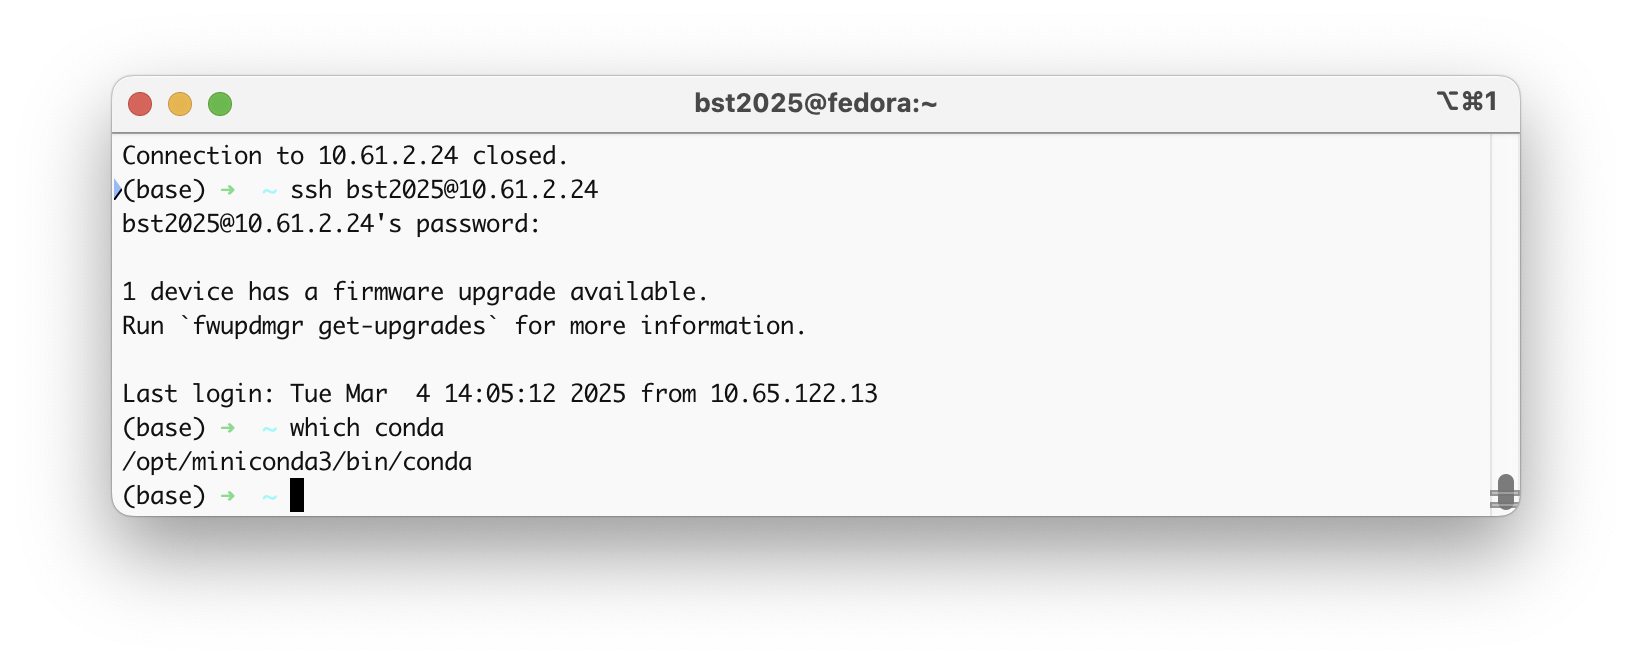 bst2025@fedora:~
⌥⌘1
Connection to 10.61.2.24 closed.
(base) ➜  ~ ssh bst2025@10.61.2.24
bst2025@10.61.2.24's password:
1 device has a firmware upgrade available.
Run `fwupdmgr get-upgrades` for more information.
Last login: Tue Mar  4 14:05:12 2025 from 10.65.122.13
(base) ➜  ~ which conda
/opt/miniconda3/bin/conda
(base) ➜  ~